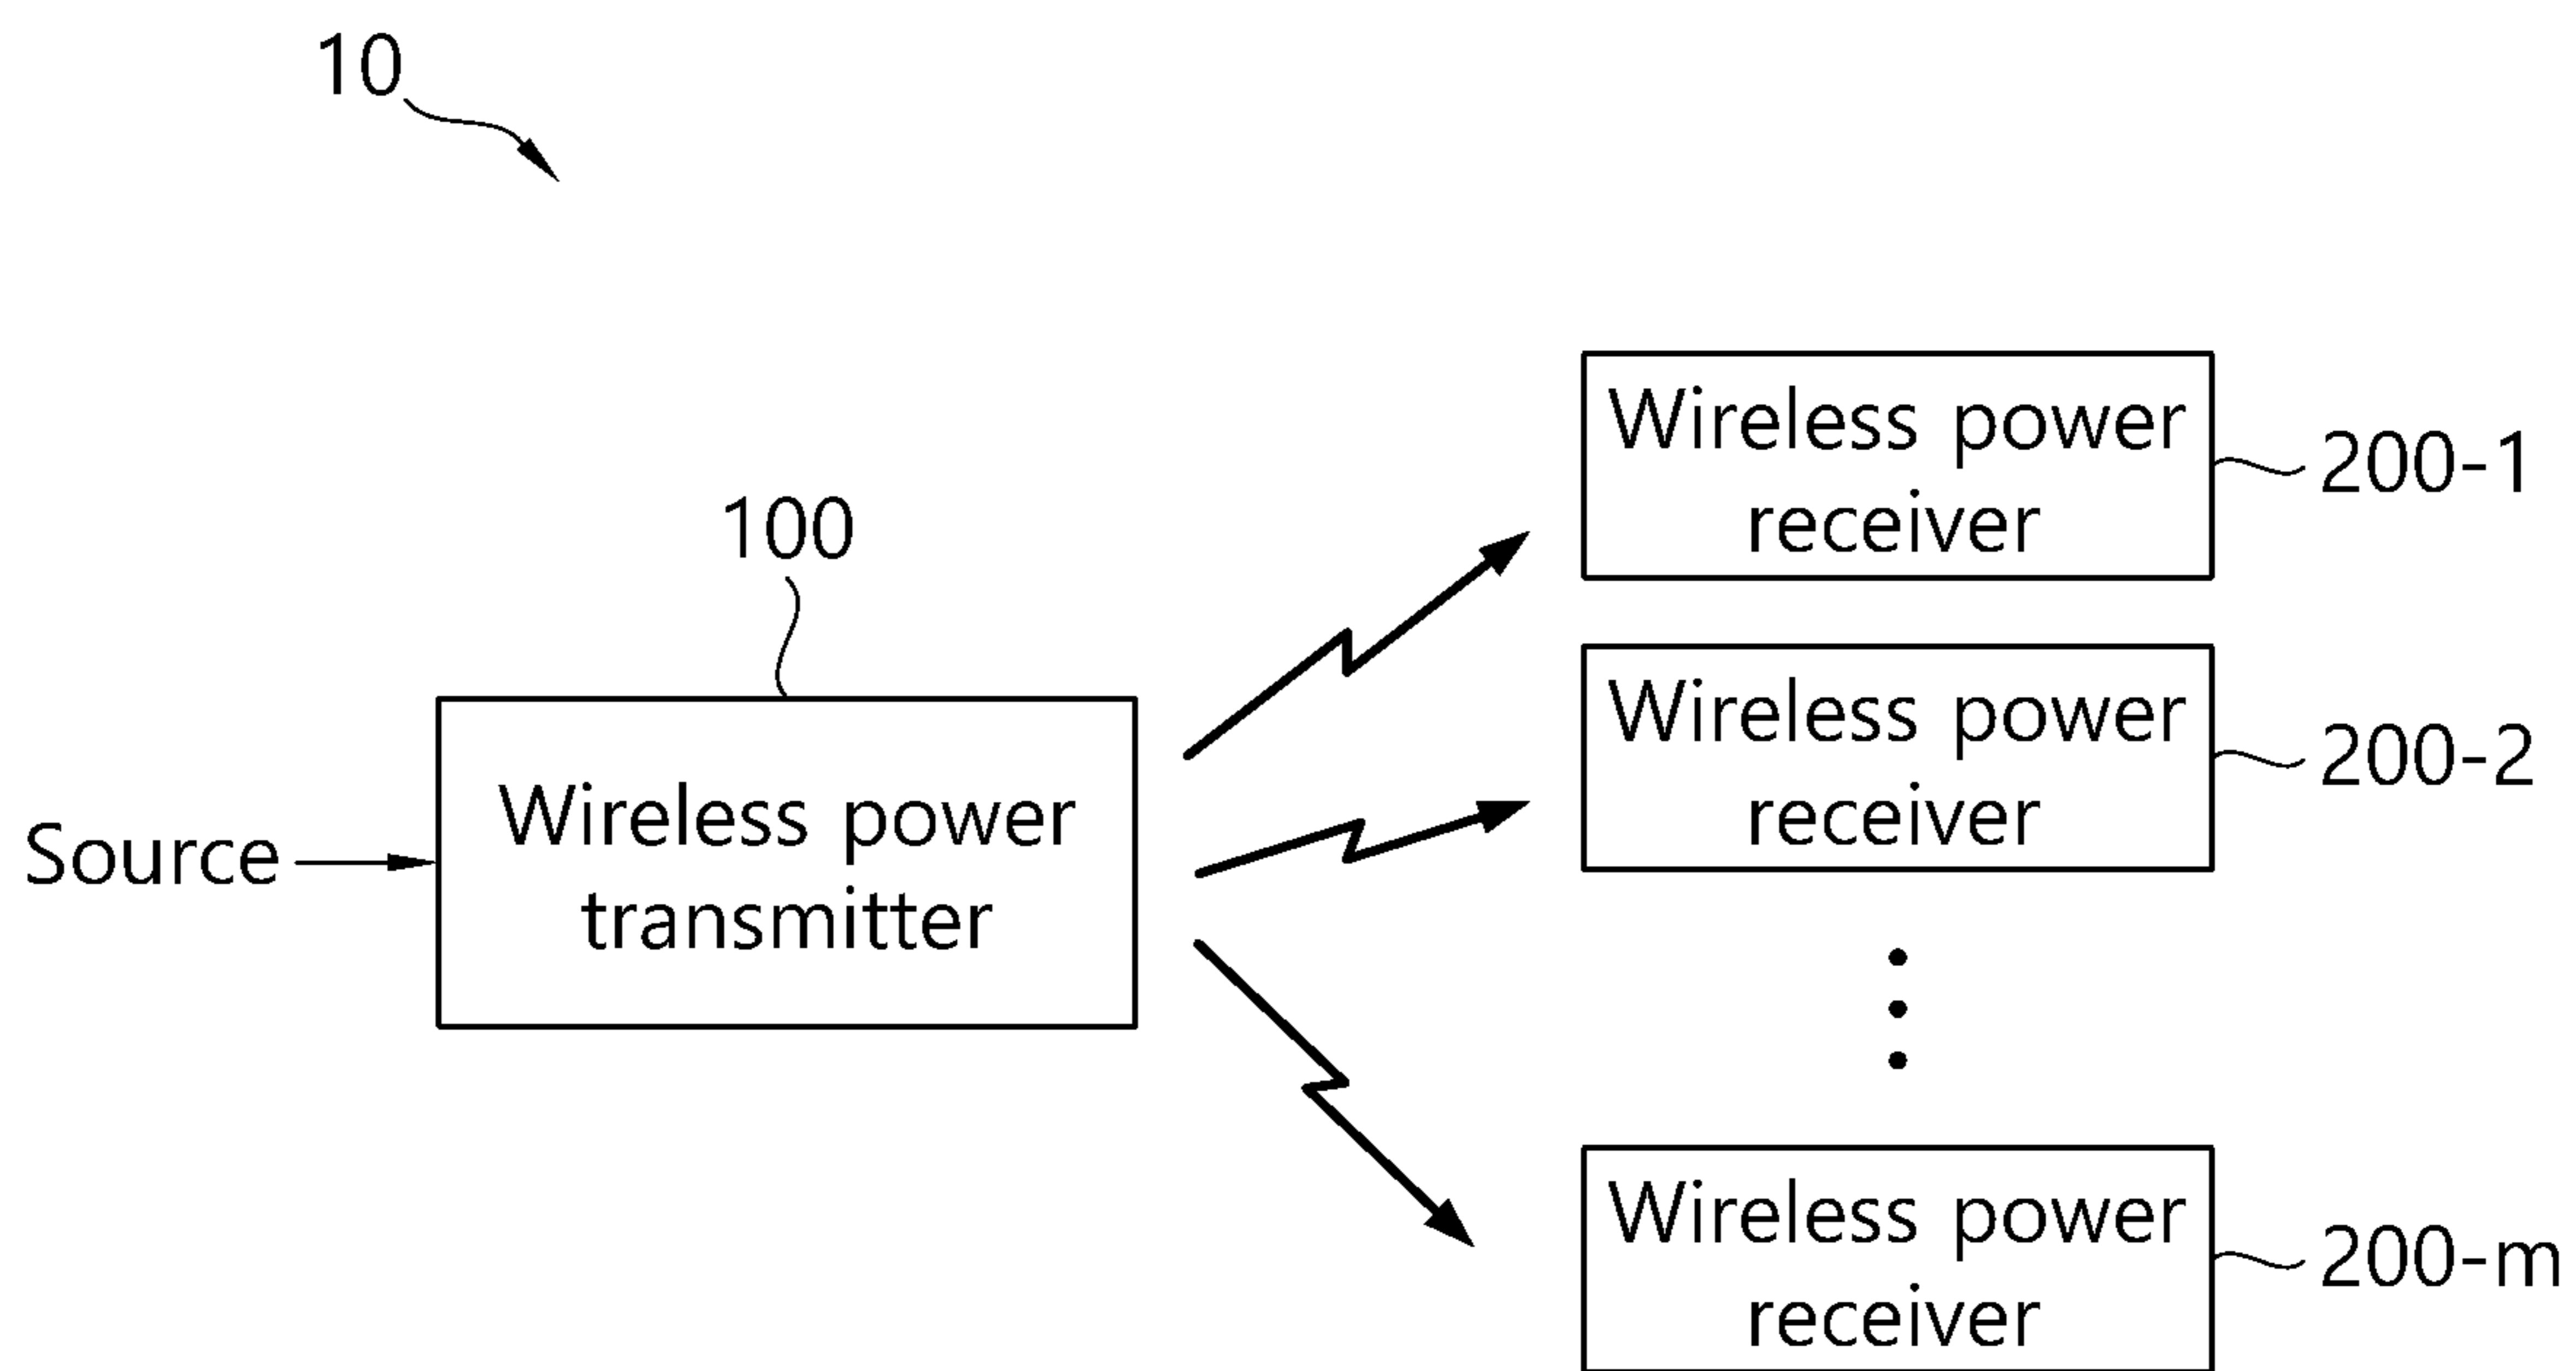 10
100
Source
Wireless power
transmitter
Wireless power
receiver
200-1
Wireless power
receiver
200-2
Wireless power
receiver
200-m